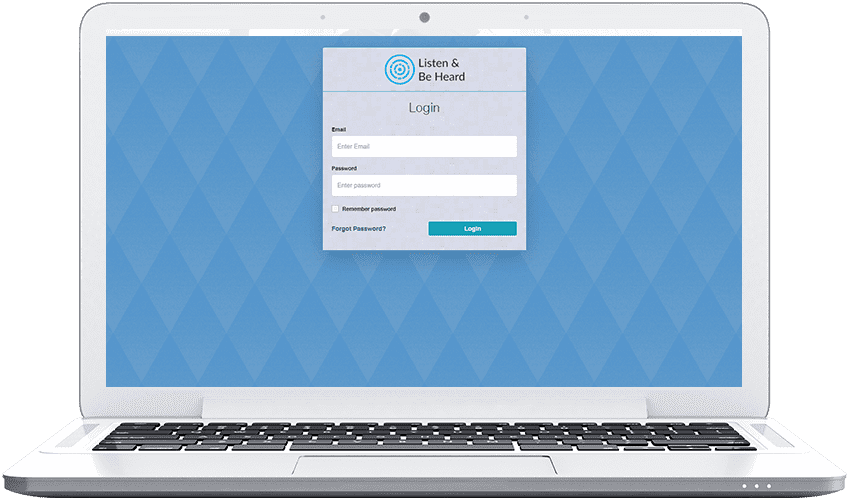 Listen &
Be Heard
Login
Email
Enter Email
Password
Enter password
Remember password
Forgot Password?
Login